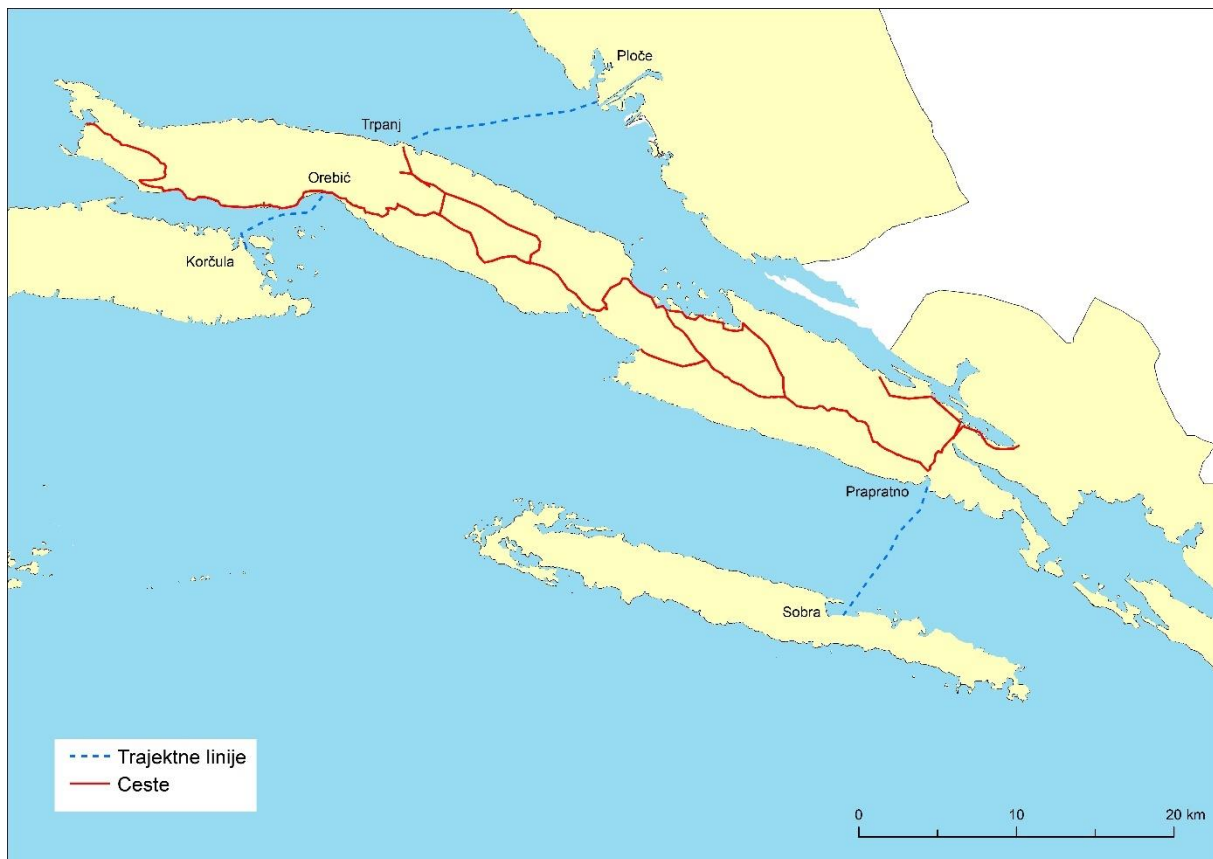 Ploče
Trpanj
Orebić
Korčula
Prapratno
Sobra
Trajektne linije
Ceste
0 10 20 km